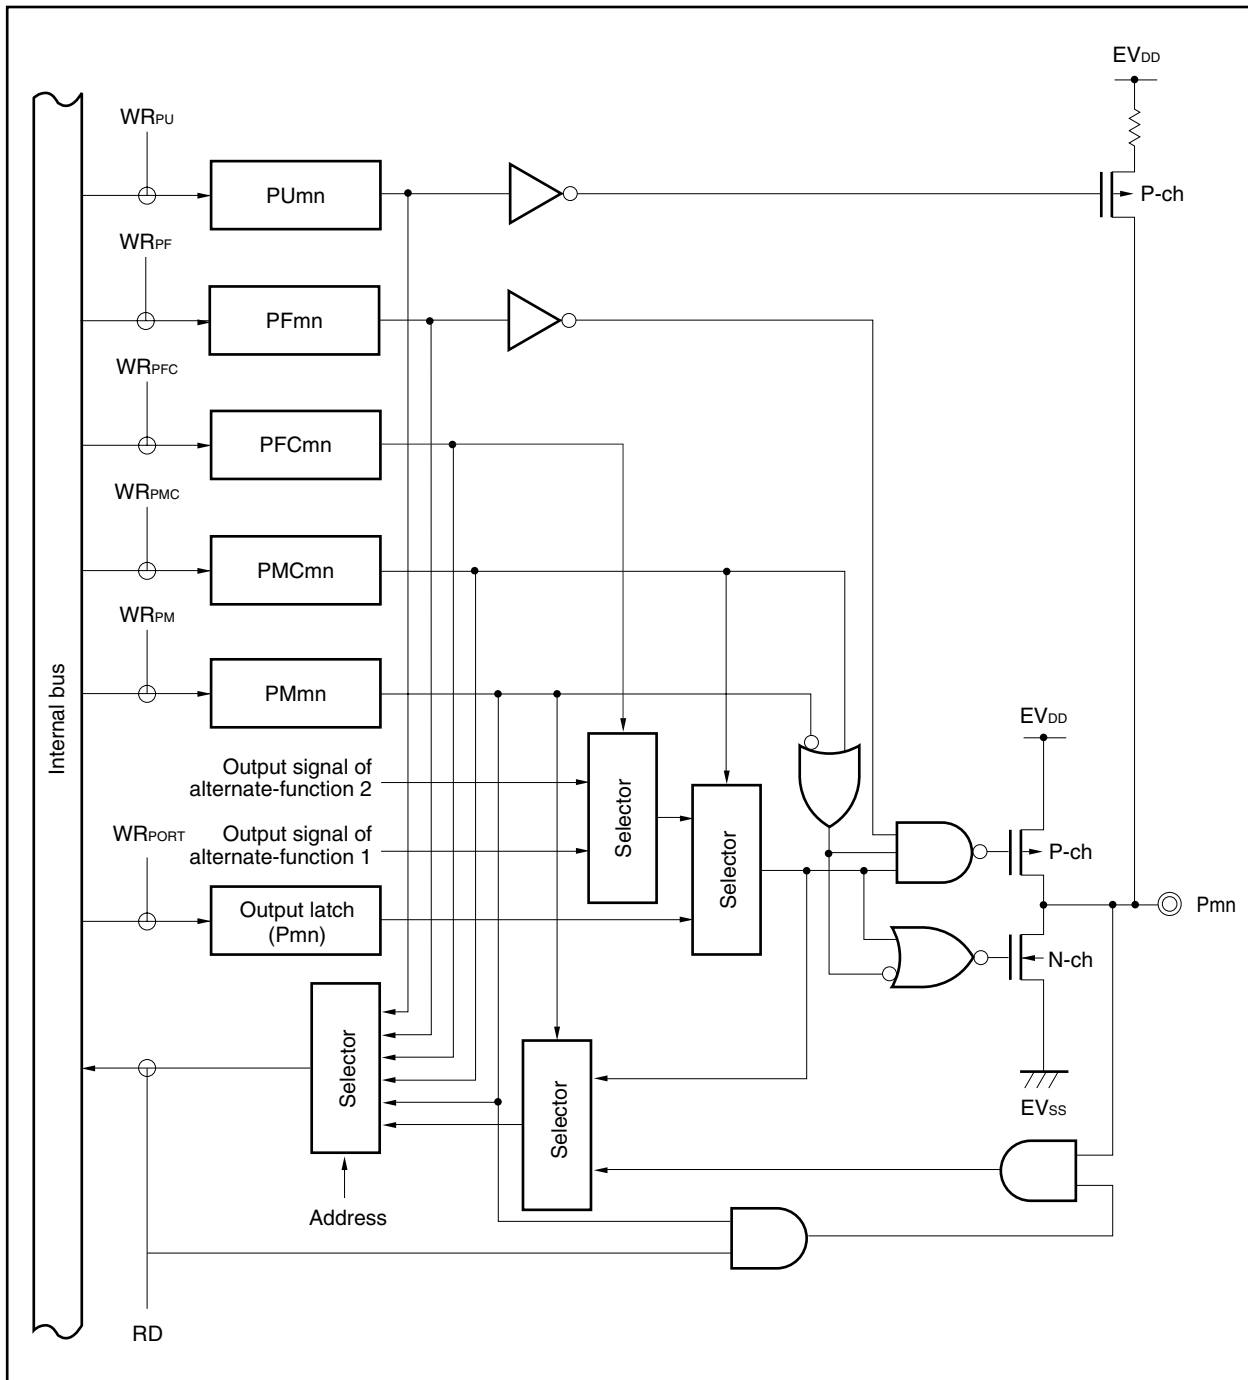 EVDD
WRPU
PUmn
P-ch
WRPF
PFmn
WRPFC
PFCmn
WRPMC
PMCmn
WRPM
PMmn
Internal bus
EVDD
Output signal of
alternate-function 2
Selector
Selector
WRPORT
Output signal of
alternate-function 1
P-ch
Output latch
(Pmn)
Pmn
N-ch
Selector
Selector
EVSS
Address
RD